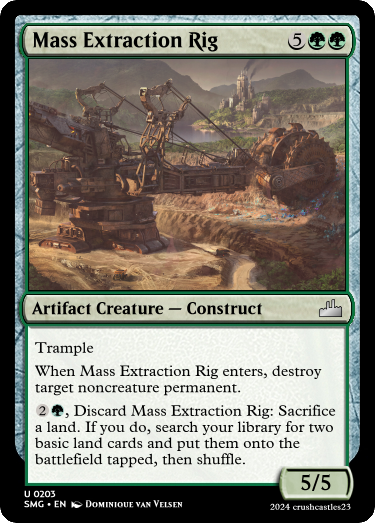 Mass Extraction Rig 5
Artifact Creature — Construct
Trample
When Mass Extraction Rig enters, destroy
target noncreature permanent.
2, Discard Mass Extraction Rig: Sacrifice
a land. If you do, search your library for two
basic land cards and put them onto the
battlefield tapped, then shuffle.
5/5
U 0203
SMG • EN Dominique van Velsen
2024 crushcastles23